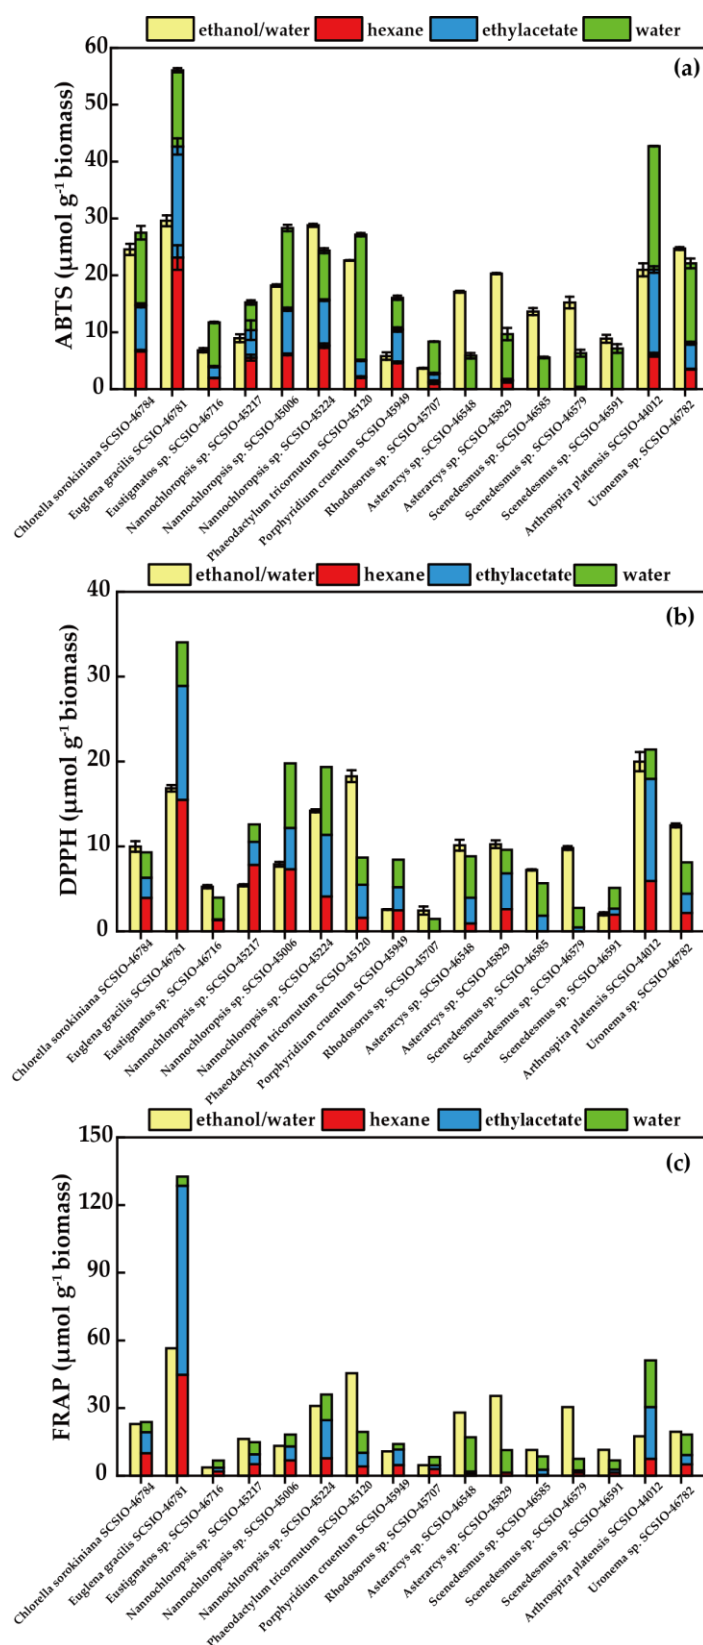 ethanol/water hexane ethylacetate water
(a)
ABTS (μmol g-1 biomass)
60
50
40
30
20
10
0
Chlorella sorokiniana SCSIO-46784
Euglena gracilis SCSIO-46781
Eustigmatos sp. SCSIO-46716
Nannochloropsis sp. SCSIO-45217
Nannochloropsis sp. SCSIO-45006
Nannochloropsis sp. SCSIO-45224
Phaeodactylum tricornutum SCSIO-45120
Porphyridium cruentum SCSIO-45949
Rhodosorus sp. SCSIO-45707
Asterarcys sp. SCSIO-46548
Asterarcys sp. SCSIO-45829
Scenedesmus sp. SCSIO-46585
Scenedesmus sp. SCSIO-46579
Scenedesmus sp. SCSIO-46591
Arthrospira platensis SCSIO-44012
Uronema sp. SCSIO-46782
ethanol/water hexane ethylacetate water
(b)
DPPH (μmol g-1 biomass)
40
30
20
10
0
Chlorella sorokiniana SCSIO-46784
Euglena gracilis SCSIO-46781
Eustigmatos sp. SCSIO-46716
Nannochloropsis sp. SCSIO-45217
Nannochloropsis sp. SCSIO-45006
Nannochloropsis sp. SCSIO-45224
Phaeodactylum tricornutum SCSIO-45120
Porphyridium cruentum SCSIO-45949
Rhodosorus sp. SCSIO-45707
Asterarcys sp. SCSIO-46548
Asterarcys sp. SCSIO-45829
Scenedesmus sp. SCSIO-46585
Scenedesmus sp. SCSIO-46579
Scenedesmus sp. SCSIO-46591
Arthrospira platensis SCSIO-44012
Uronema sp. SCSIO-46782
ethanol/water hexane ethylacetate water
(c)
FRAP (μmol g-1 biomass)
150
120
90
60
30
0
Chlorella sorokiniana SCSIO-46784
Euglena gracilis SCSIO-46781
Eustigmatos sp. SCSIO-46716
Nannochloropsis sp. SCSIO-45217
Nannochloropsis sp. SCSIO-45006
Nannochloropsis sp. SCSIO-45224
Phaeodactylum tricornutum SCSIO-45120
Porphyridium cruentum SCSIO-45949
Rhodosorus sp. SCSIO-45707
Asterarcys sp. SCSIO-46548
Asterarcys sp. SCSIO-45829
Scenedesmus sp. SCSIO-46585
Scenedesmus sp. SCSIO-46579
Scenedesmus sp. SCSIO-46591
Arthrospira platensis SCSIO-44012
Uronema sp. SCSIO-46782